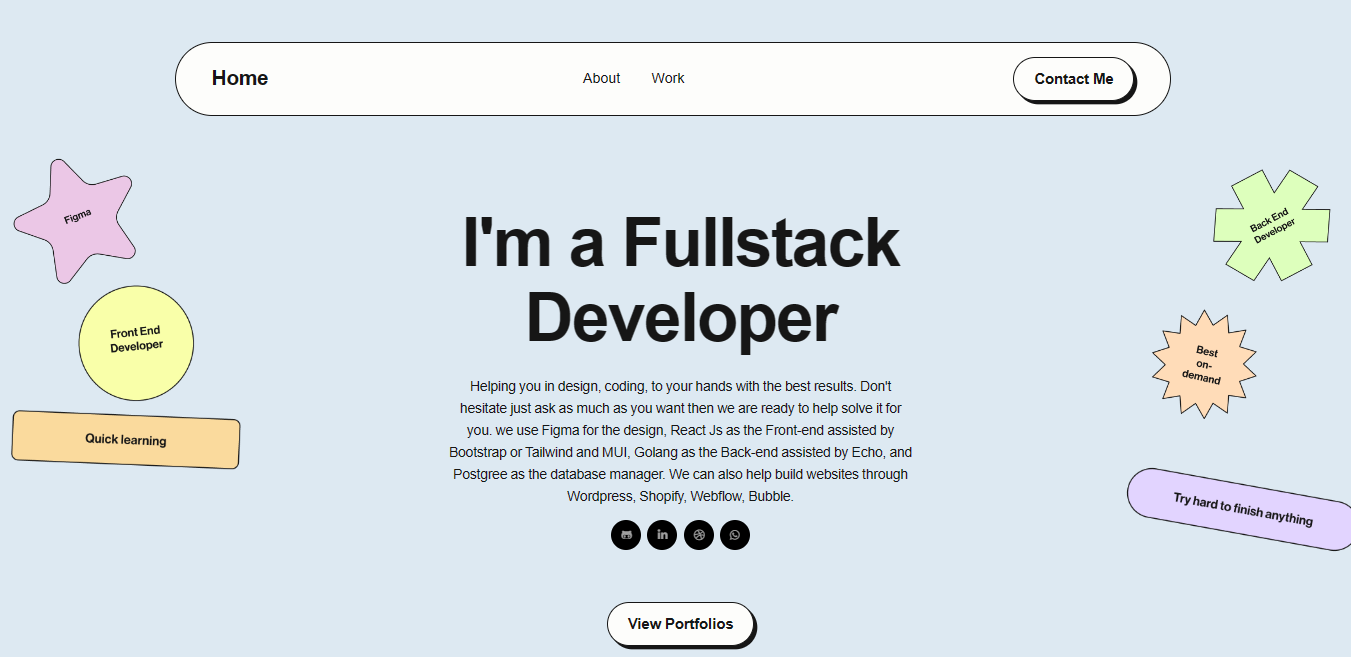 Home
About
Work
Contact Me
Figma
Front End
Developer
Quick learning
I'm a Fullstack
Developer
Helping you in design, coding, to your hands with the best results. Don't
hesitate just ask as much as you want then we are ready to help solve it for
you. we use Figma for the design, React Js as the Front-end assisted by
Bootstrap or Tailwind and MUI, Golang as the Back-end assisted by Echo, and
Postgree as the database manager. We can also help build websites through
Wordpress, Shopify, Webflow, Bubble.
in
View Portfolios
Back End
Developer
Best
on-
demand
Try hard to finish anything